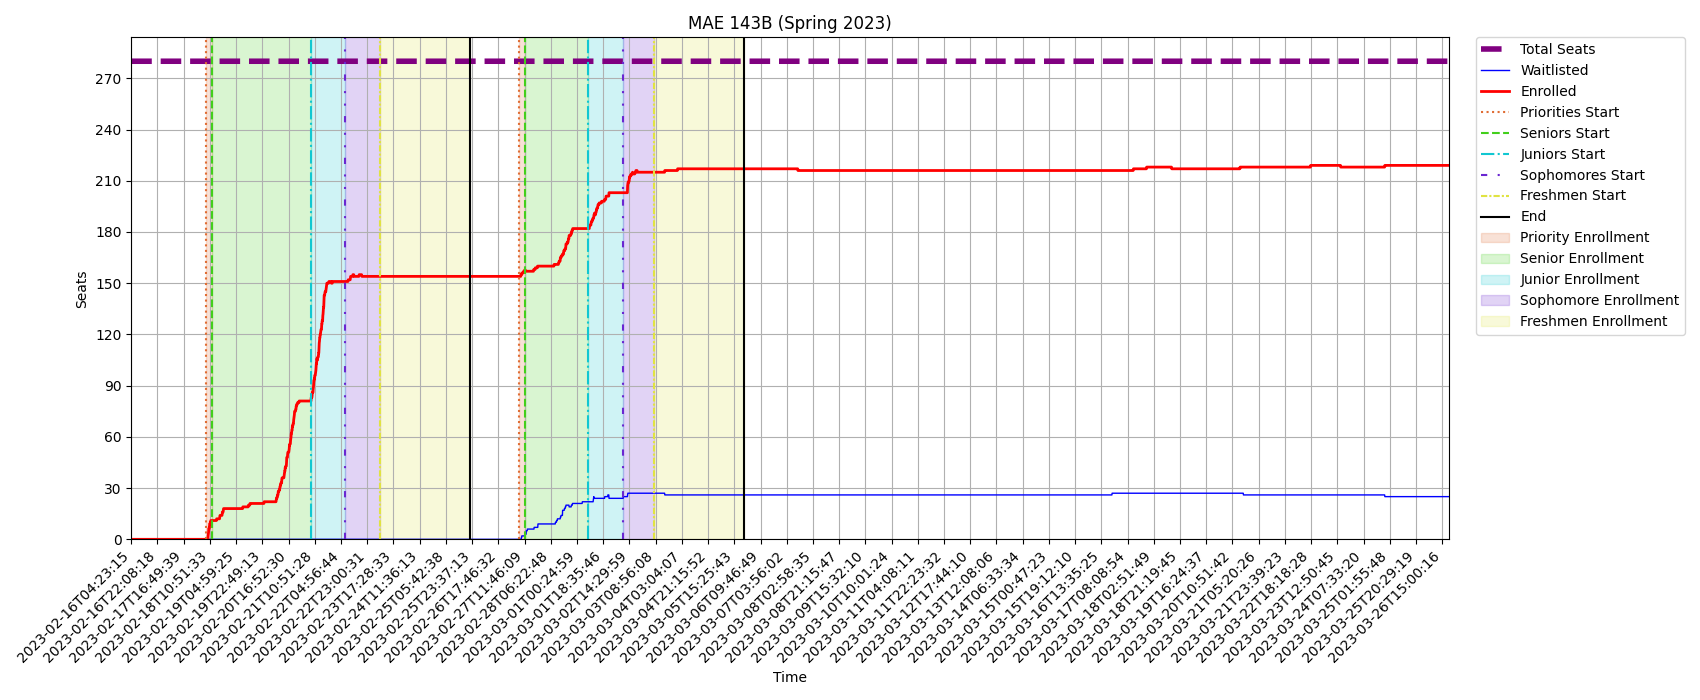 MAE 143B (Spring 2023)
Seats
270
240
210
180
150
120
90
60
30
0
2023-02-16T04:23:15
2023-02-16T22:08:18
2023-02-17T16:49:39
2023-02-18T10:51:33
2023-02-19T04:59:25
2023-02-19T22:49:13
2023-02-20T16:52:30
2023-02-21T10:51:28
2023-02-22T04:56:44
2023-02-22T23:00:31
2023-02-23T17:28:33
2023-02-24T11:36:13
2023-02-25T05:42:38
2023-02-25T23:37:13
2023-02-26T17:46:32
2023-02-27T11:46:09
2023-02-28T06:22:48
2023-03-01T00:24:59
2023-03-01T18:35:46
2023-03-02T14:29:59
2023-03-03T08:56:08
2023-03-04T03:04:07
2023-03-04T21:15:52
2023-03-05T15:25:43
2023-03-06T09:46:49
2023-03-07T03:56:02
2023-03-08T02:58:35
2023-03-08T21:15:47
2023-03-09T15:32:10
2023-03-10T10:01:24
2023-03-11T04:08:11
2023-03-11T22:23:32
2023-03-12T17:44:10
2023-03-13T12:08:06
2023-03-14T06:33:34
2023-03-15T00:47:23
2023-03-15T19:12:10
2023-03-16T13:35:25
2023-03-17T08:08:54
2023-03-18T02:51:49
2023-03-18T21:19:45
2023-03-19T16:24:37
2023-03-20T10:51:42
2023-03-21T05:20:26
2023-03-21T23:39:23
2023-03-22T18:18:28
2023-03-23T12:50:45
2023-03-24T07:33:20
2023-03-25T01:55:48
2023-03-25T20:29:19
2023-03-26T15:00:16
Time
Total Seats
Waitlisted
Enrolled
Priorities Start
Seniors Start
Juniors Start
Sophomores Start
Freshmen Start
End
Priority Enrollment
Senior Enrollment
Junior Enrollment
Sophomore Enrollment
Freshmen Enrollment